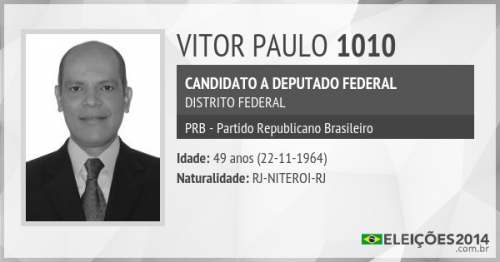 VITOR PAULO 1010
CANDIDATO A DEPUTADO FEDERAL
DISTRITO FEDERAL
PRB - Partido Republicano Brasileiro
Idade: 49 anos (22-11-1964)
Naturalidade: RJ-NITEROI-RJ
ELEIÇÕES2014
.com.br